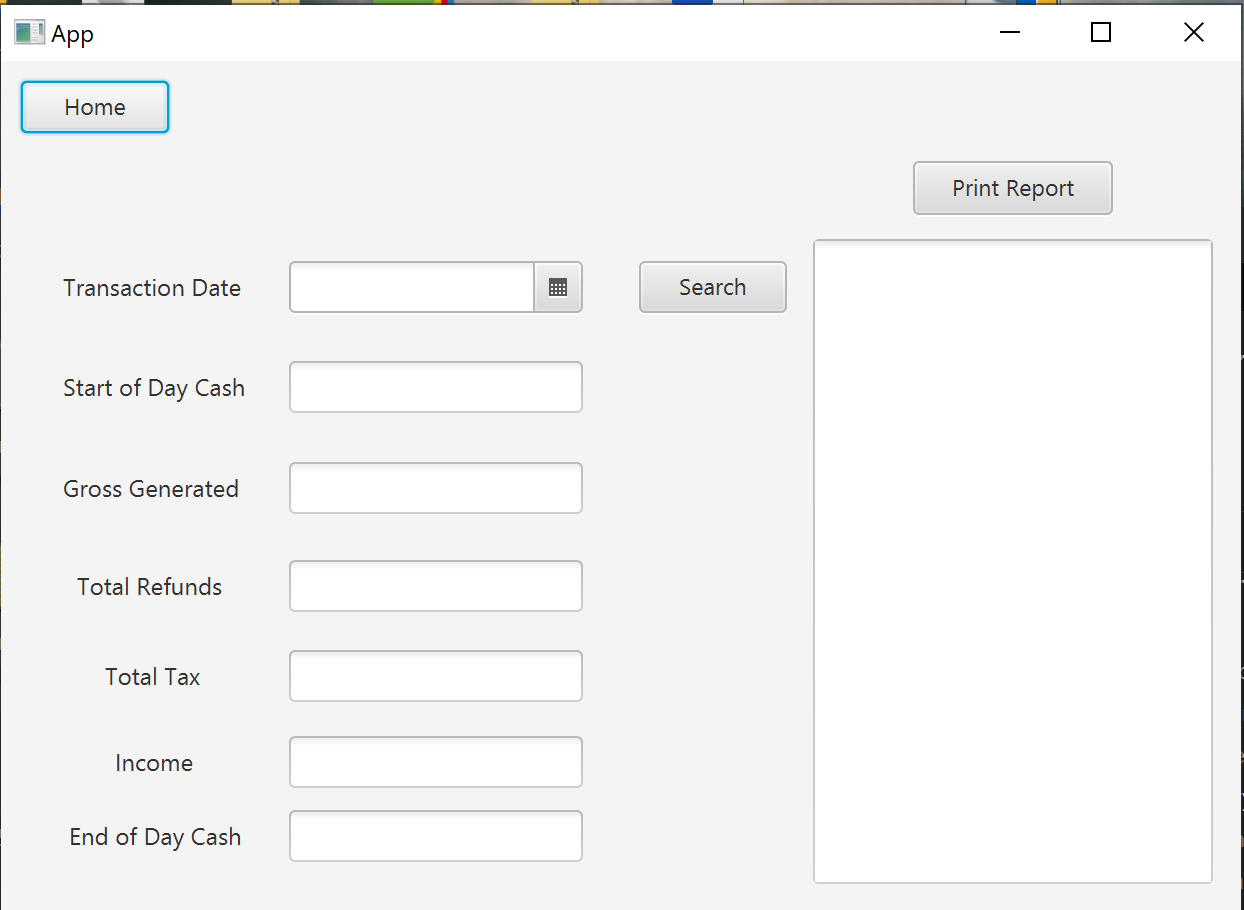 App
Home
Print Report
Transaction Date
Search
Start of Day Cash
Gross Generated
Total Refunds
Total Tax
Income
End of Day Cash